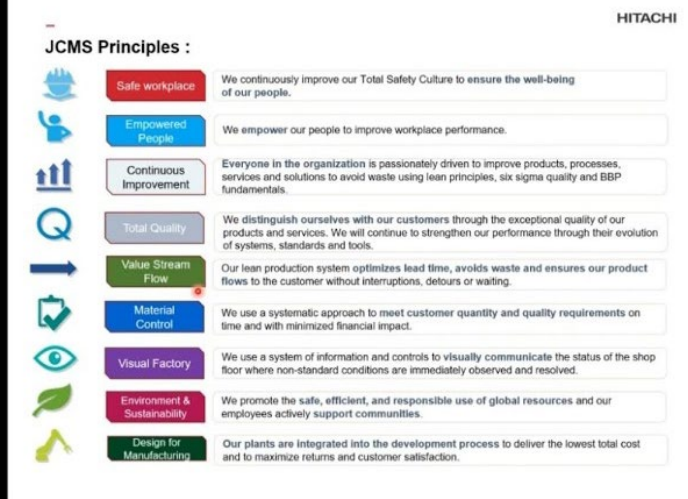 HITACHI
JCMS Principles :
Safe workplace
We continuously improve our Total Safety Culture to ensure the well-being
of our people.
Empowered
People
We empower our people to improve workplace performance.
Continuous
Improvement
Everyone in the organization is passionately driven to improve products, processes,
services and solutions to avoid waste using lean principles, six sigma quality and BBP
fundamentals.
Total Quality
We distinguish ourselves with our customers through the exceptional quality of our
products and services. We will continue to strengthen our performance through their evolution
of systems, standards and tools.
Value Stream
Flow
Our lean production system optimizes lead time, avoids waste and ensures our product
flows to the customer without interruptions, detours or waiting.
Material
Control
We use a systematic approach to meet customer quantity and quality requirements on
time and with minimized financial impact.
Visual Factory
We use a system of information and controls to visually communicate the status of the shop
floor where non-standard conditions are immediately observed and resolved.
Environment &
Sustainability
We promote the safe, efficient, and responsible use of global resources and our
employees actively support communities.
Design for
Manufacturing
Our plants are integrated into the development process to deliver the lowest total cost
and to maximize returns and customer satisfaction.